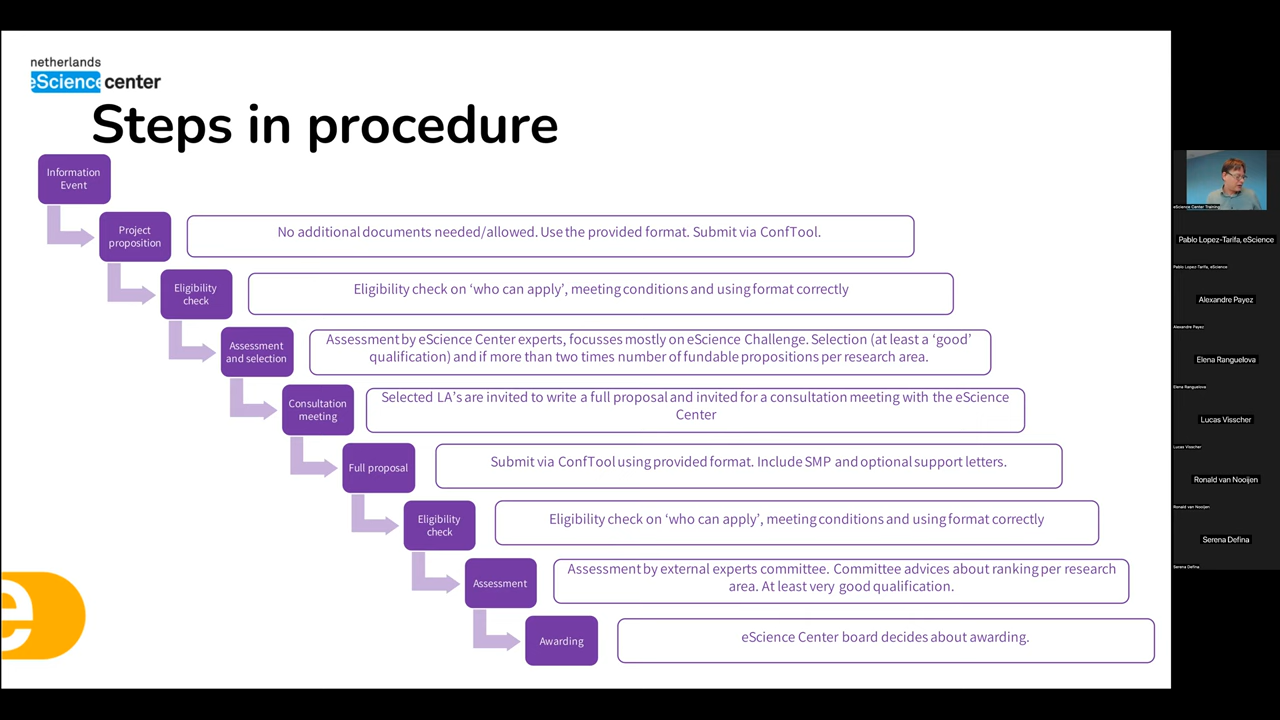 netherlands
eScience center
Steps in procedure
Information
Event
Project
proposition
No additional documents needed/allowed. Use the provided format. Submit via ConfTool.
Eligibility
check
Eligibility check on ‘who can apply’, meeting conditions and using format correctly
Assessment
and selection
Assessment by eScience Center experts, focusses mostly on eScience Challenge. Selection (at least a ‘good’
qualification) and if more than two times number of fundable propositions per research area.
Consultation
meeting
Selected LA’s are invited to write a full proposal and invited for a consultation meeting with the eScience
Center
Full proposal
Submit via ConfTool using provided format. Include SMP and optional support letters.
Eligibility
check
Eligibility check on ‘who can apply’, meeting conditions and using format correctly
Assessment
Assessment by external experts committee. Committee advices about ranking per research
area. At least very good qualification.
Awarding
eScience Center board decides about awarding.
e
eScience Center Training
Pablo Lopez-Tarifa, eScience
Pablo Lopez-Tarifa, eScience
Alexandre Payez
Alexandre Payez
Elena Ranguelova
Elena Ranguelova
Lucas Visscher
Lucas Visscher
Ronald van Nooijen
Ronald van Nooijen
Serena Defina
Serena Defina